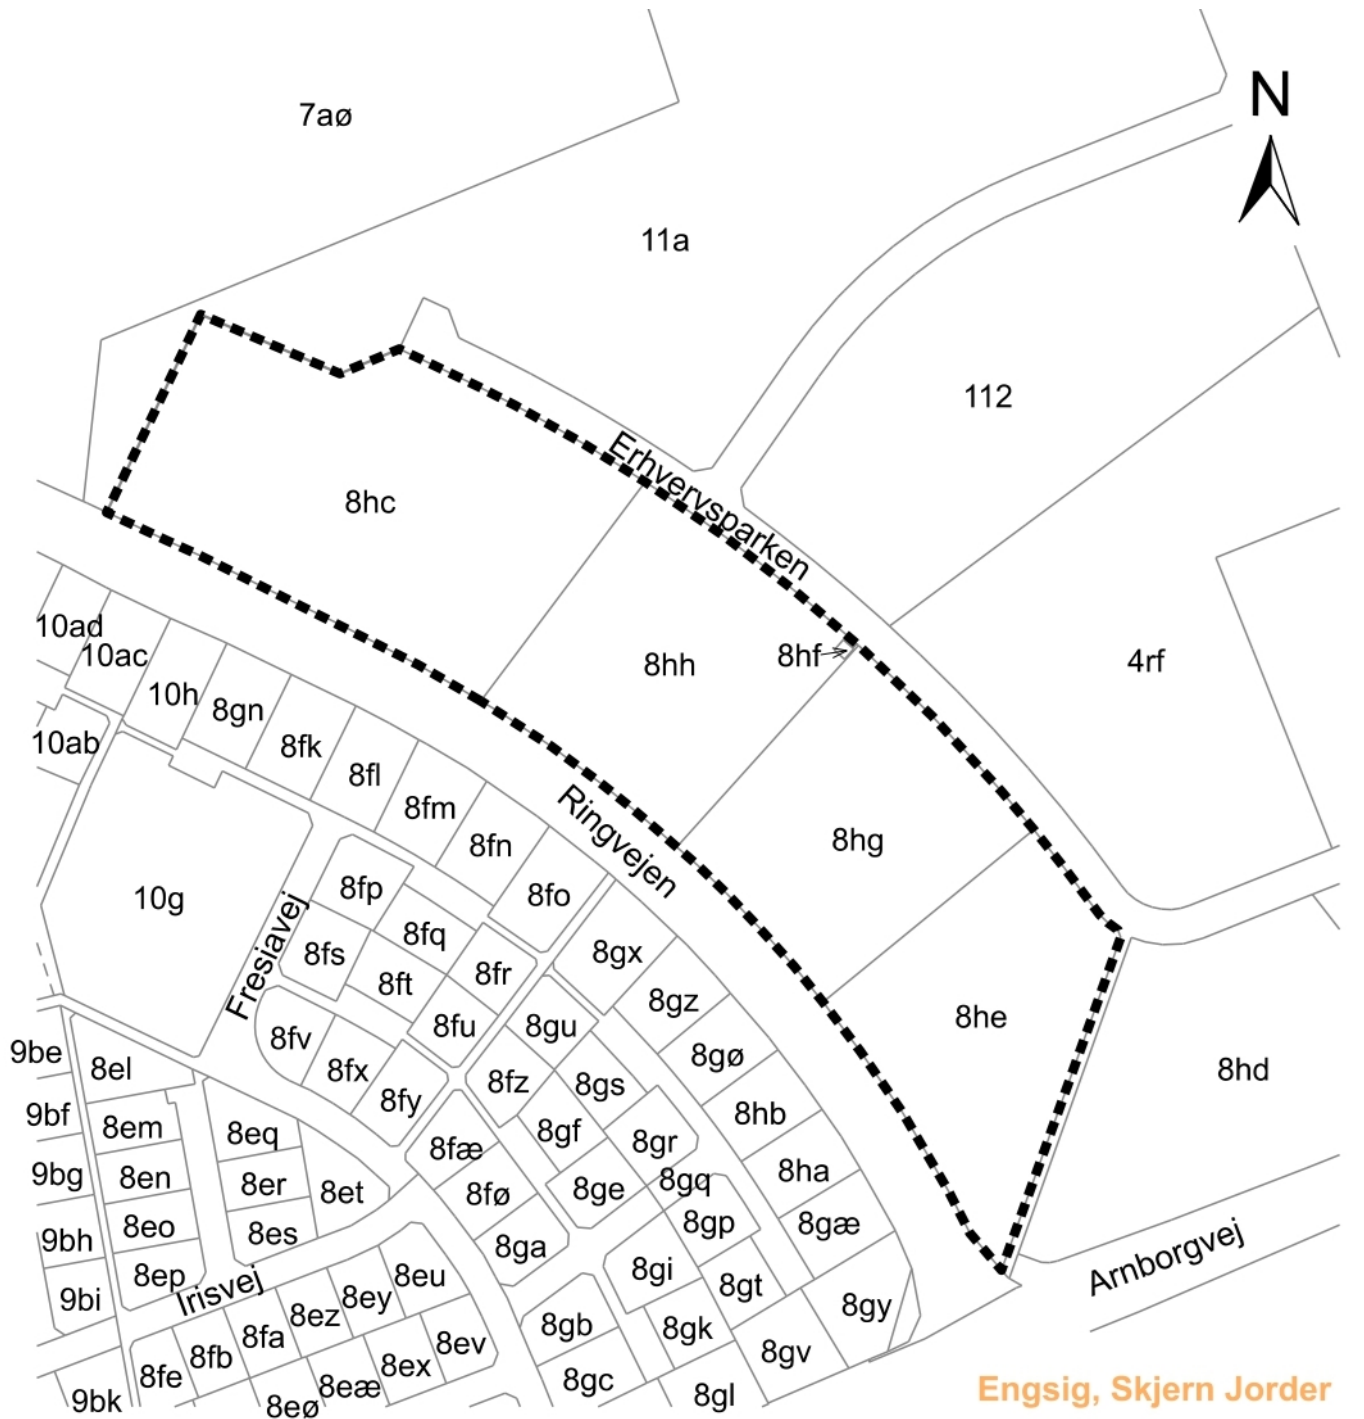 N
7aø
11a
112
Erhvervsparken
8hc
8hh
8hf
4rf
10ad
10ac
10h
8gn
10ab
8fk
8fl
8fm
8fn
Ringvejen
8hg
8fo
8fp
10g
Fresiavej
8fq
8fs
8ft
8fr
8gx
8gz
8he
8fu
8gu
8fv
8gø
9be
8el
8fx
8fz
8gs
8hd
8fy
9bf
8em
8eq
8gf
8hb
8gr
8fæ
9bg
8en
8er
8et
8fø
8ge
8gq
8ha
9bh
8eo
8es
8ga
8gp
8gæ
8ep
Irisvej
8eu
8gi
8gt
Arnborgvej
9bi
8ey
8ez
8fa
8gb
8gk
8gy
8fb
8fe
8ev
8ex
8gv
9bk
8eø
8eæ
8gc
8gl
Engsig, Skjern Jorder